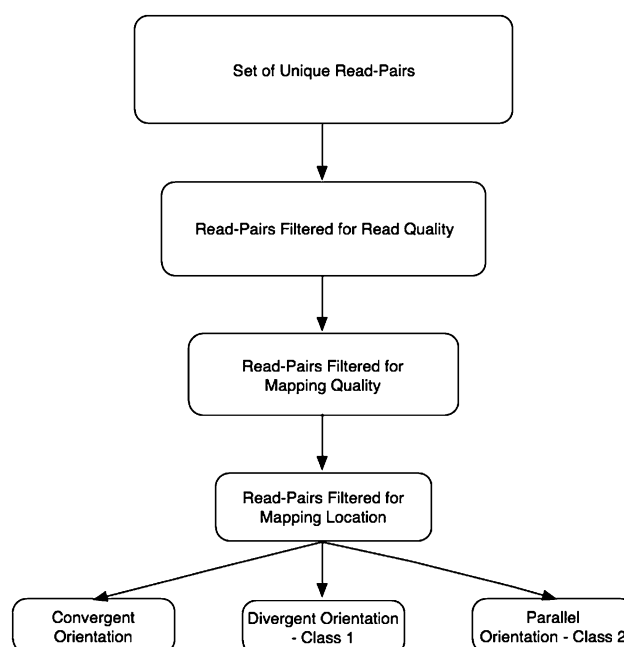 Set of Unique Read-Pairs
Read-Pairs Filtered for Read Quality
Read-Pairs Filtered for
Mapping Quality
Read-Pairs Filtered for
Mapping Location
Convergent
Orientation
Divergent Orientation
- Class 1
Parallel
Orientation - Class 2